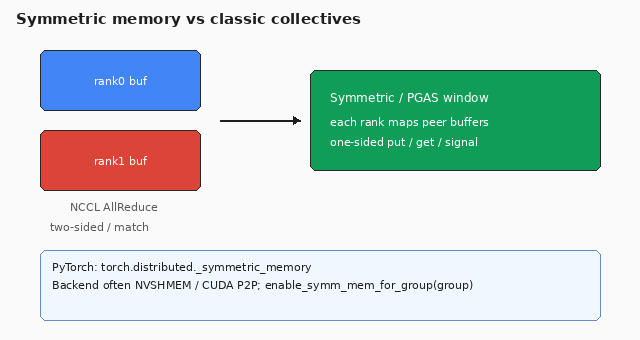 Symmetric memory vs classic collectives
rank0 buf
rank1 buf
NCCL AllReduce
two-sided / match
Symmetric / PGAS window
each rank maps peer buffers
one-sided put / get / signal
PyTorch: torch.distributed._symmetric_memory
Backend often NVSHMEM / CUDA P2P; enable_symm_mem_for_group(group)